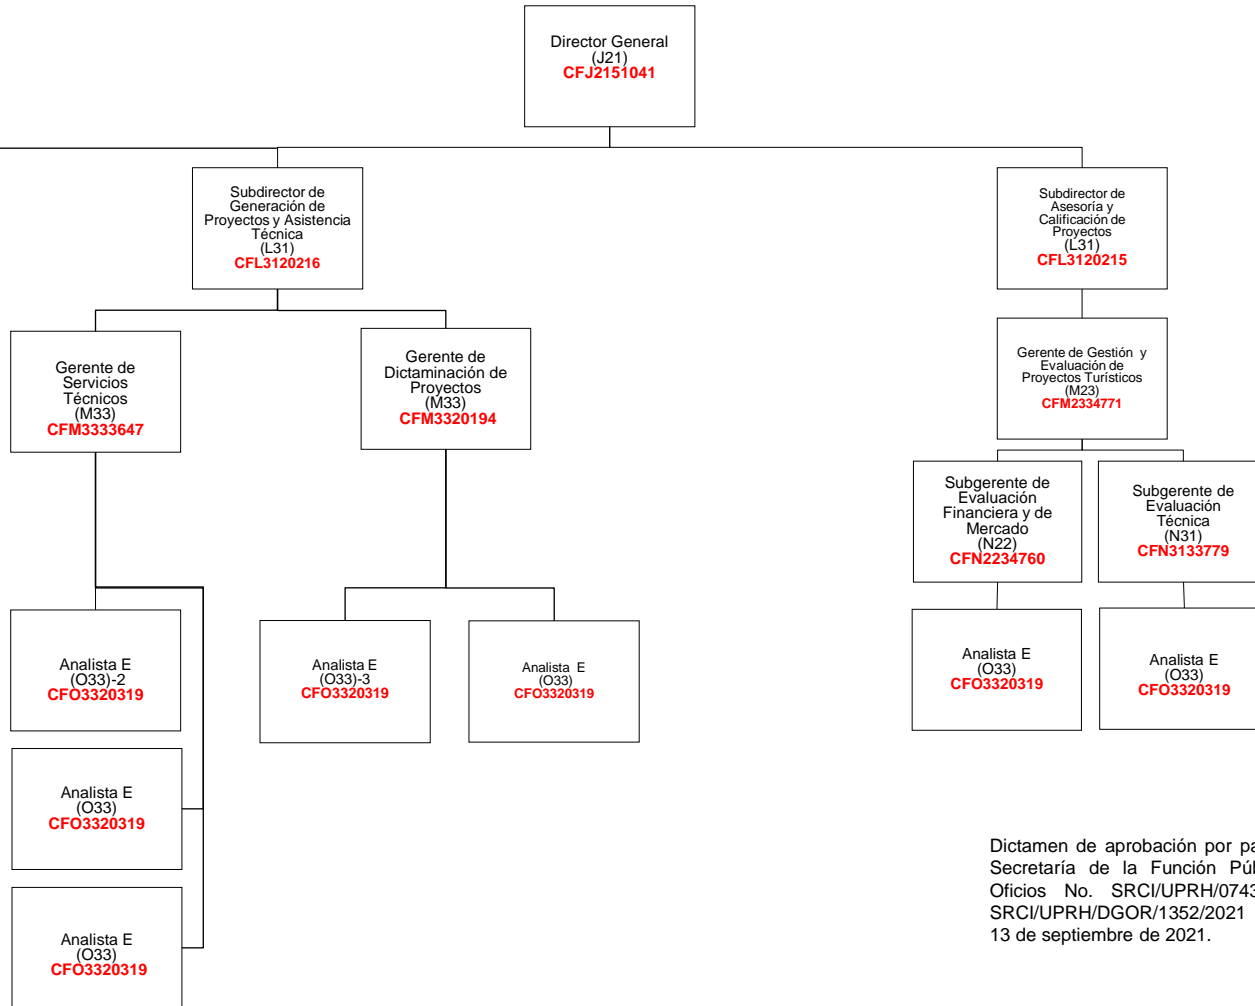 Director General
(J21)
CFJ2151041
Subdirector de
Generación de
Proyectos y Asistencia
Técnica
(L31)
CFL3120216
Subdirector de
Asesoría y
Calificación de
Proyectos
(L31)
CFL3120215
Gerente de
Servicios
Técnicos
(M33)
CFM3333647
Gerente de
Dictaminación de
Proyectos
(M33)
CFM3320194
Gerente de Gestión y
Evaluación de
Proyectos Turísticos
(M23)
CFM2334771
Subgerente de
Evaluación
Financiera y de
Mercado
(N22)
CFN2234760
Subgerente de
Evaluación
Técnica
(N31)
CFN3133779
Analista E
(O33)-2
CFO3320319
Analista E
(O33)-3
CFO3320319
Analista E
(O33)
CFO3320319
Analista E
(O33)
CFO3320319
Analista E
(O33)
CFO3320319
Analista E
(O33)
CFO3320319
Analista E
(O33)
CFO3320319
Dictamen de aprobación por pa
Secretaría de la Función Púl
Oficios No. SRCI/UPRH/0743
SRCI/UPRH/DGOR/1352/2021
13 de septiembre de 2021.